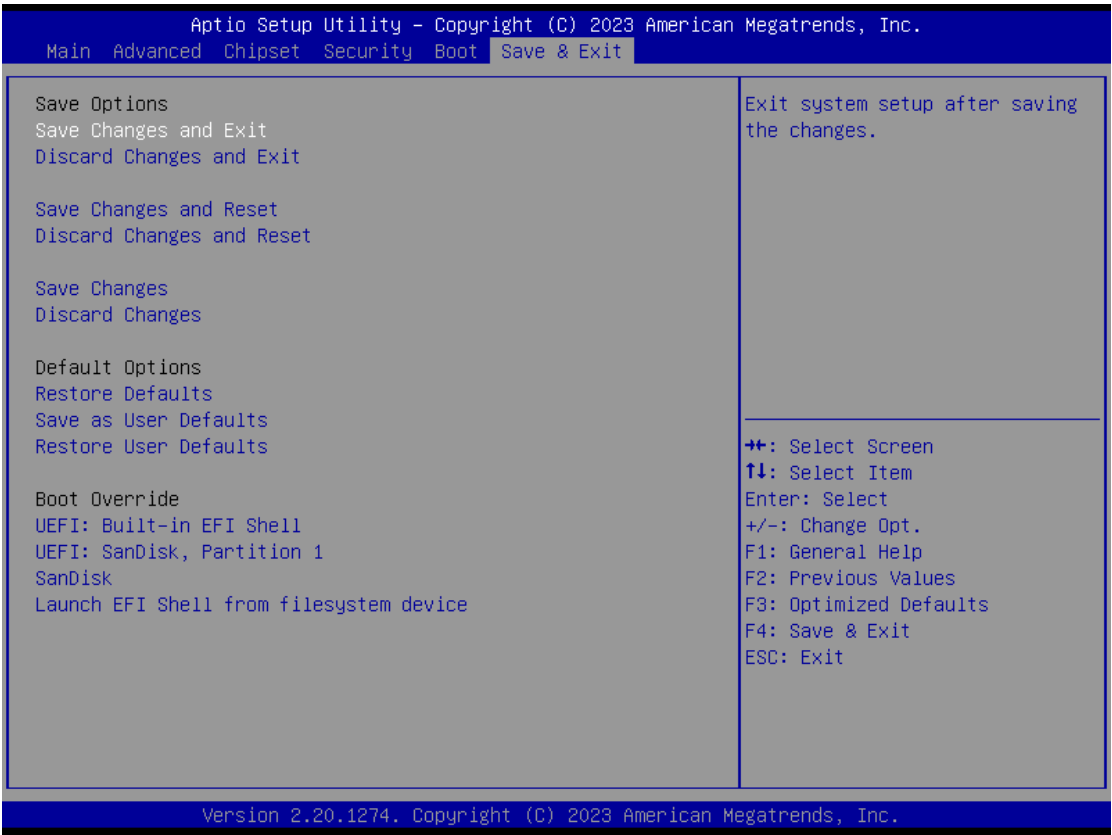 Aptio Setup Utility – Copyright (C) 2023 American Megatrends, Inc.
Main Advanced Chipset Security Boot Save & Exit
Save Options
Save Changes and Exit
Discard Changes and Exit
Save Changes and Reset
Discard Changes and Reset
Save Changes
Discard Changes
Default Options
Restore Defaults
Save as User Defaults
Restore User Defaults
Boot Override
UEFI: Built-in EFI Shell
UEFI: SanDisk, Partition 1
SanDisk
Launch EFI Shell from filesystem device
Exit system setup after saving
the changes.
→←: Select Screen
↑↓: Select Item
Enter: Select
+/-: Change Opt.
F1: General Help
F2: Previous Values
F3: Optimized Defaults
F4: Save & Exit
ESC: Exit
Version 2.20.1274. Copyright (C) 2023 American Megatrends, Inc.